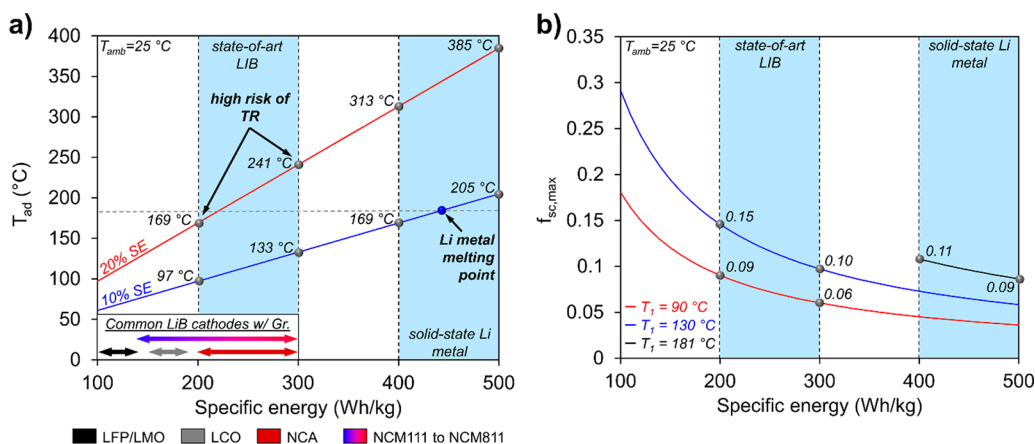 a)
T_amb=25 °C
state-of-art
LIB
high risk of
TR
385 °C
313 °C
241 °C
205 °C
169 °C
169 °C
133 °C
97 °C
20% SE
10% SE
Li metal
melting
point
Common LiB cathodes w/ Gr.
solid-state Li
metal
400
350
300
250
200
150
100
50
0
T_ad (°C)
100 200 300 400 500
Specific energy (Wh/kg)
LFP/LMO LCO NCA NCM111 to NCM811
b)
T_amb=25 °C
state-of-art
LIB
solid-state Li
metal
0.35
0.3
0.25
0.2
0.15
0.1
0.05
0
f_sc,max
0.15
0.10
0.11
0.09
0.09
0.06
T_1 = 90 °C
T_1 = 130 °C
T_1 = 181 °C
100 200 300 400 500
Specific energy (Wh/kg)